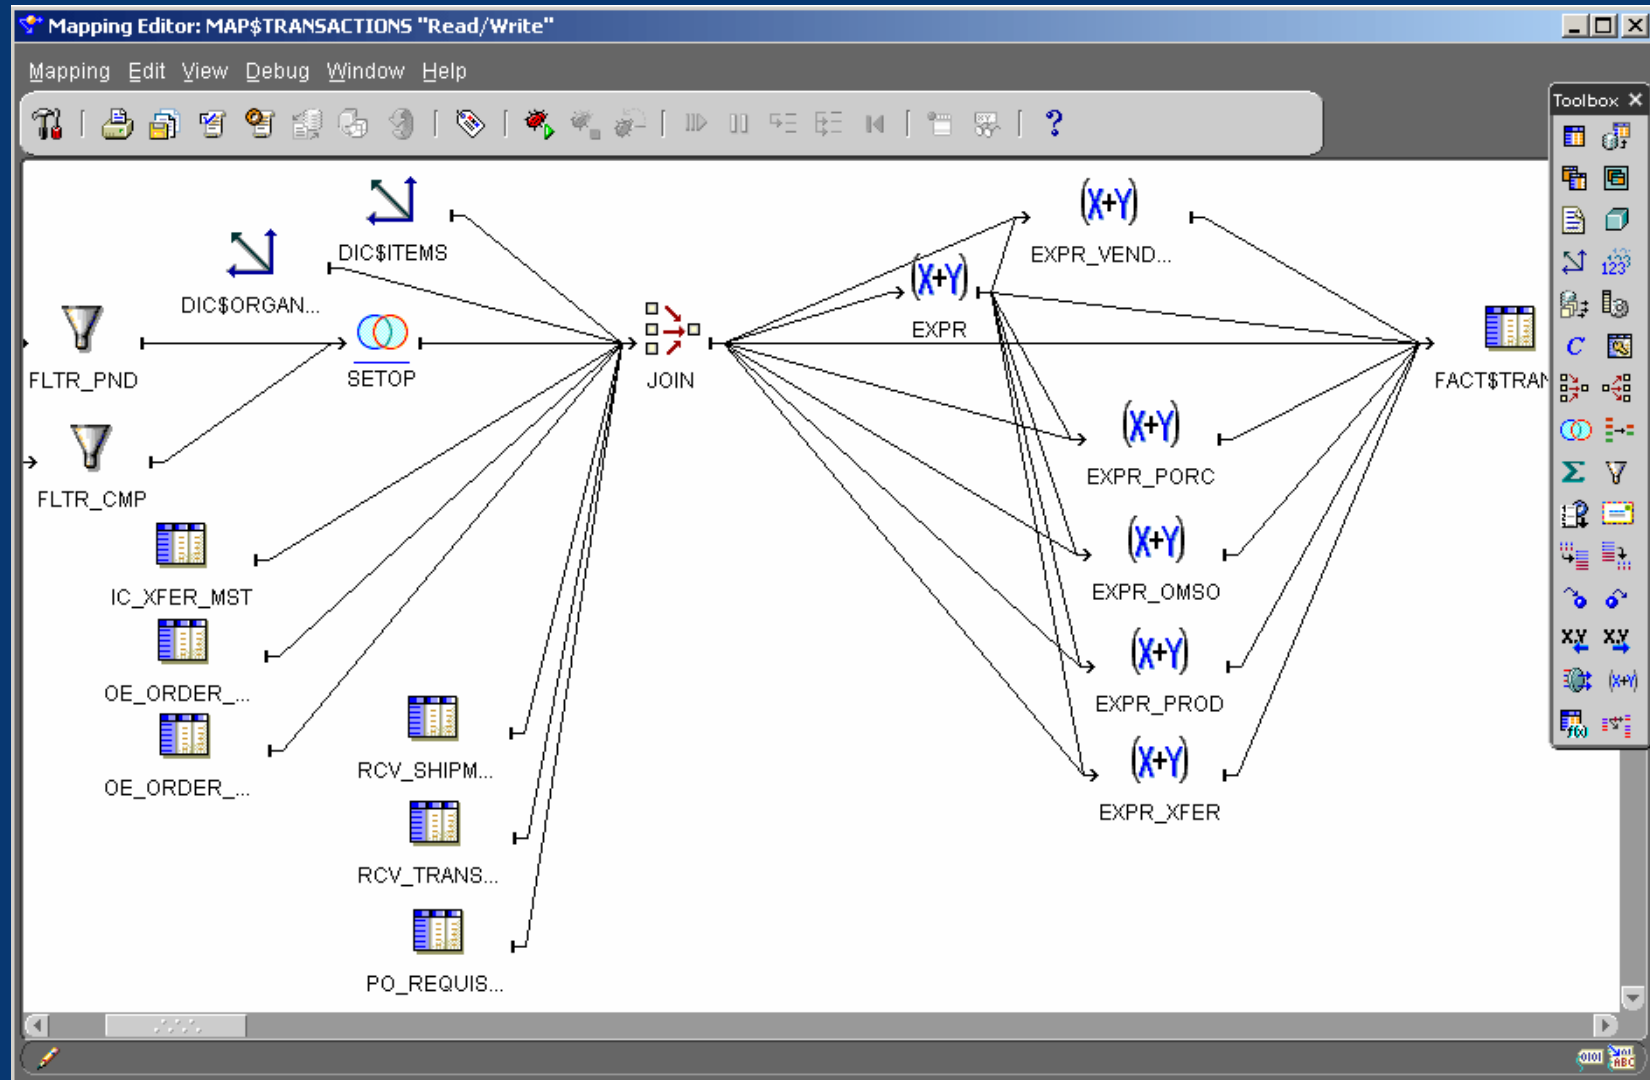 Mapping Editor: MAP$TRANSACTIONS "Read/Write"
Mapping Edit View Debug Window Help
Toolbox
DIC$ITEMS
DIC$ORGAN...
FLTR_PND
SETOP
JOIN
EXPR
EXPR_VEND...
FACT$TRAN
FLTR_CMP
EXPR_PORC
IC_XFER_MST
EXPR_OMSO
OE_ORDER_...
EXPR_PROD
OE_ORDER_...
RCV_SHIPM...
EXPR_XFER
RCV_TRANS...
PO_REQUIS...